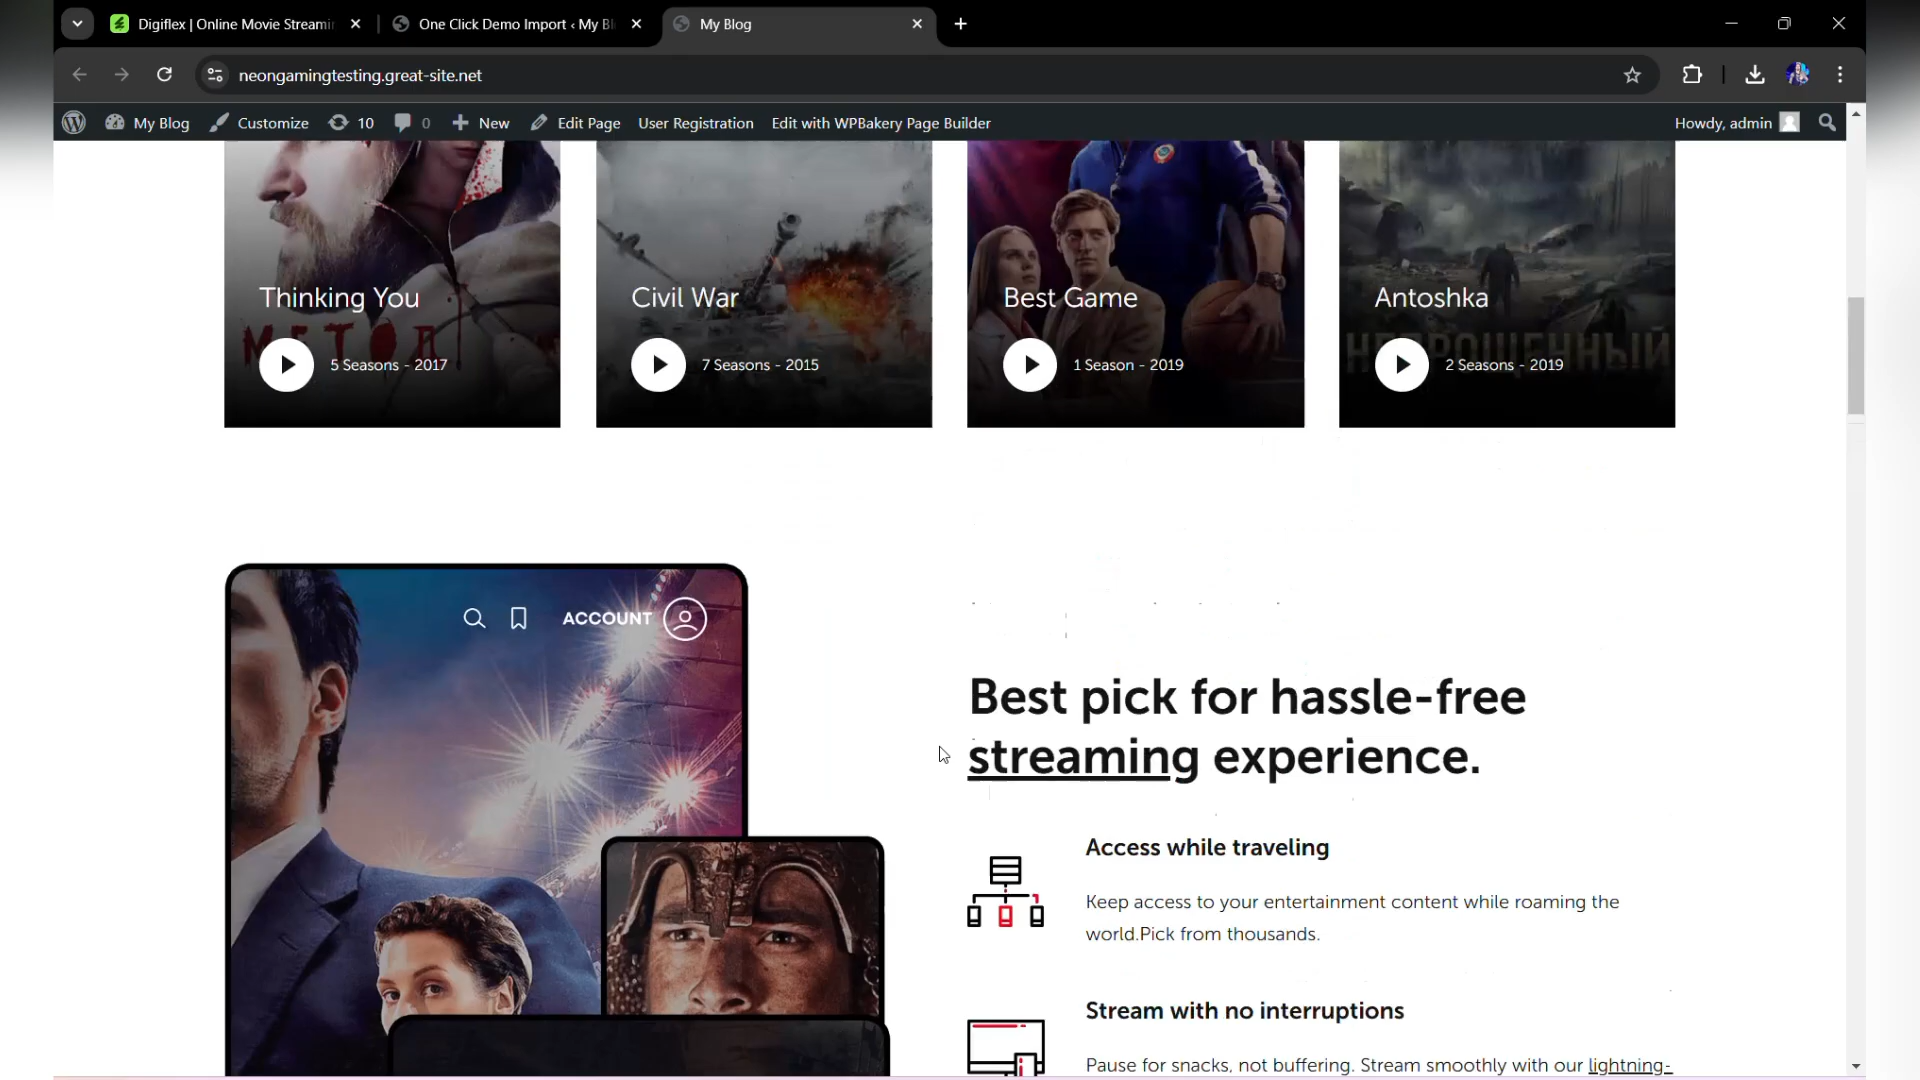 Digiflex | Online Movie Streami
One Click Demo Import ‹ My Bl
My Blog
neongamingtesting.great-site.net
My Blog
Customize
10
0
New
Edit Page
User Registration
Edit with WPBakery Page Builder
Howdy, admin
Thinking You
МЕТОД
5 Seasons - 2017
Civil War
7 Seasons - 2015
Best Game
1 Season - 2019
Antoshka
НЕПРОЩЕННЫЙ
2 Seasons - 2019
ACCOUNT
Best pick for hassle-free
streaming experience.
Access while traveling
Keep access to your entertainment content while roaming the
world.Pick from thousands.
Stream with no interruptions
Pause for snacks, not buffering. Stream smoothly with our lightning-